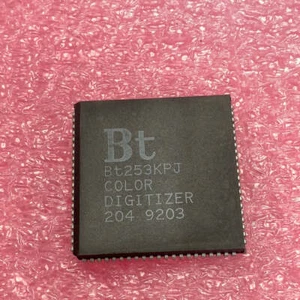 Bt
Bt253KPJ
COLOR
DIGITIZER
204 9203